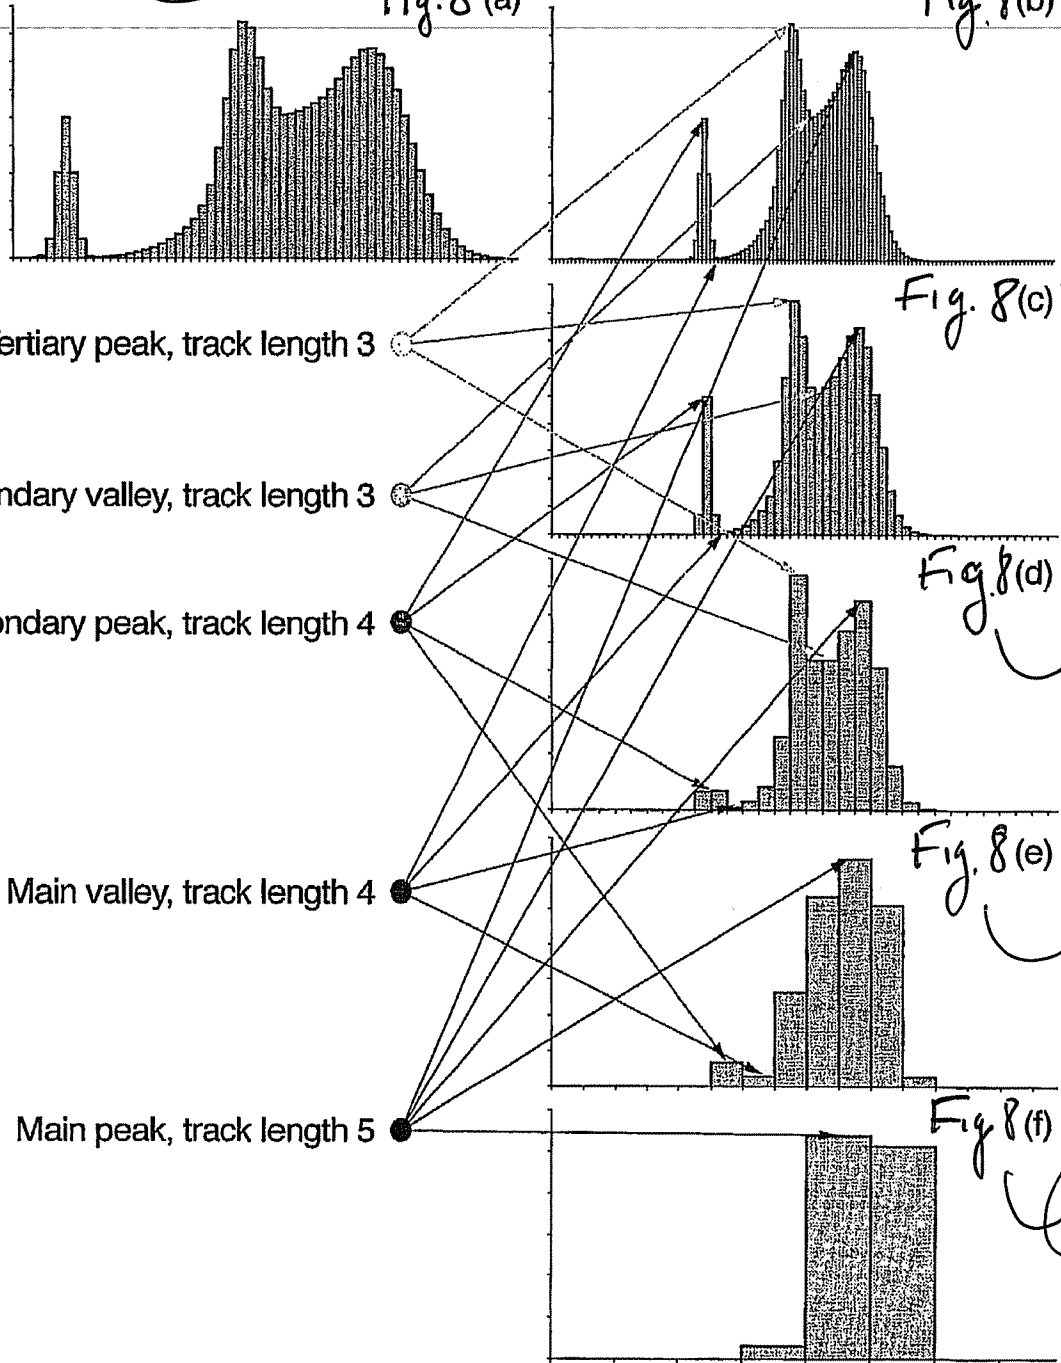 Fig. 8 (a)
Fig. 8(b)
Fig. 8(c)
ertiary peak, track length 3
ndary valley, track length 3
Fig. 8(d)
ondary peak, track length 4
Fig. 8(e)
Main valley, track length 4
Fig 8(f)
Main peak, track length 5